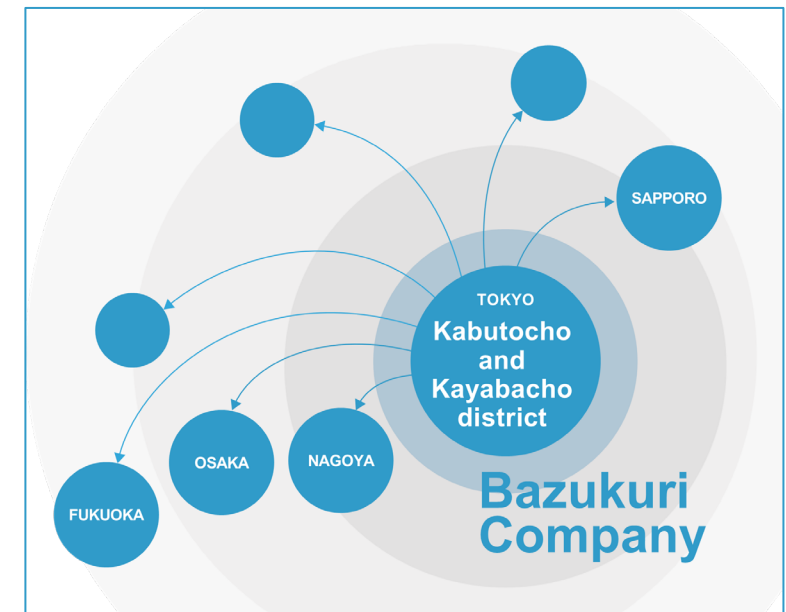 SAPPORO
TOKYO
Kabutocho
and
Kayabacho
district
NAGOYA
OSAKA
FUKUOKA
Bazukuri
Company